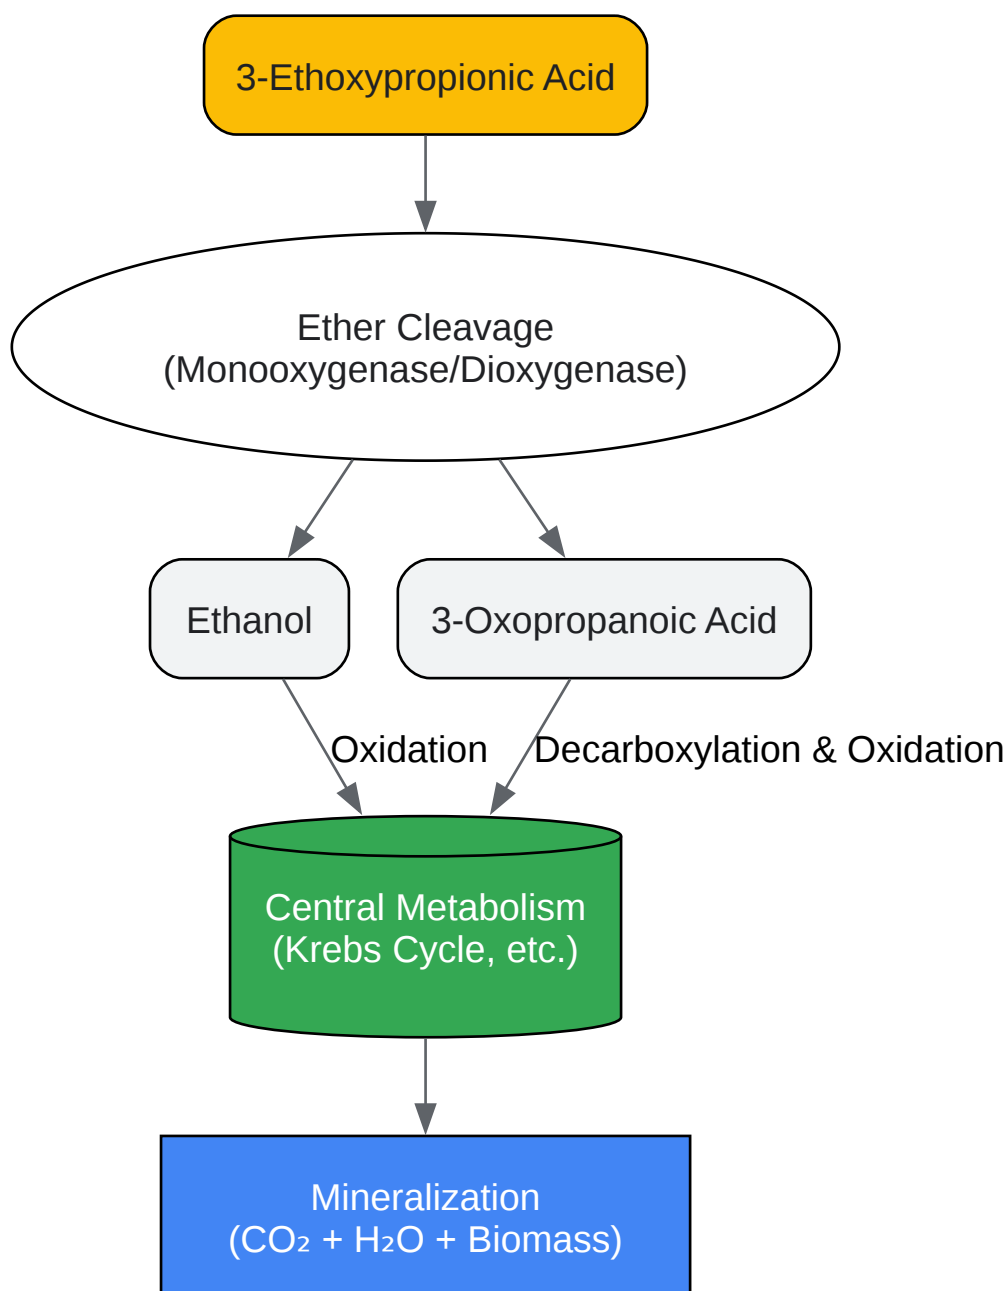 3-Ethoxypropionic Acid
Ether Cleavage
(Monooxygenase/Dioxygenase)
Ethanol
3-Oxopropanoic Acid
Oxidation
Decarboxylation & Oxidation
Central Metabolism
(Krebs Cycle, etc.)
Mineralization
(CO₂ + H₂O + Biomass)